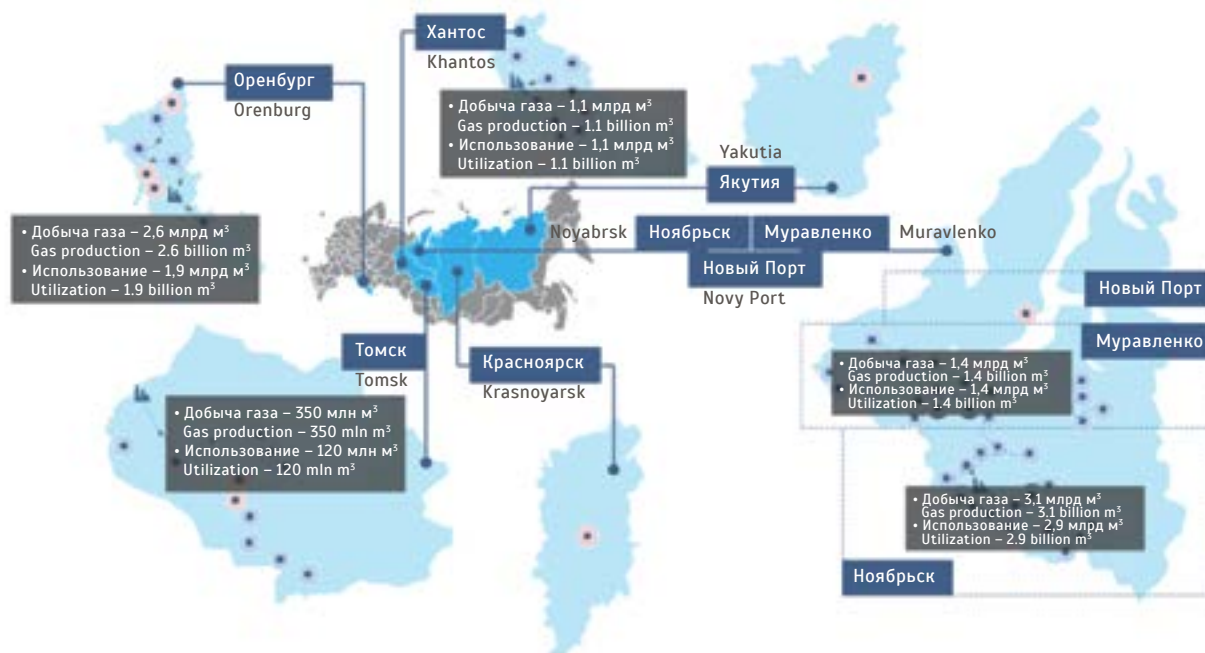 Хантос
Khantos
Оренбург
Orenburg
• Добыча газа – 1,1 млрд м³
Gas production – 1.1 billion m³
• Использование – 1,1 млрд м³
Utilization – 1.1 billion m³
Yakutia
Якутия
• Добыча газа – 2,6 млрд м³
Gas production – 2.6 billion m³
• Использование – 1,9 млрд м³
Utilization – 1.9 billion m³
Noyabrsk
Ноябрьск
Муравленко
Muravlenko
Новый Порт
Novy Port
Новый Порт
Муравленко
Томск
Tomsk
Красноярск
Krasnoyarsk
• Добыча газа – 1,4 млрд м³
Gas production – 1.4 billion m³
• Использование – 1,4 млрд м³
Utilization – 1.4 billion m³
• Добыча газа – 350 млн м³
Gas production – 350 mln m³
• Использование – 120 млн м³
Utilization – 120 mln m³
• Добыча газа – 3,1 млрд м³
Gas production – 3.1 billion m³
• Использование – 2,9 млрд м³
Utilization – 2.9 billion m³
Ноябрьск